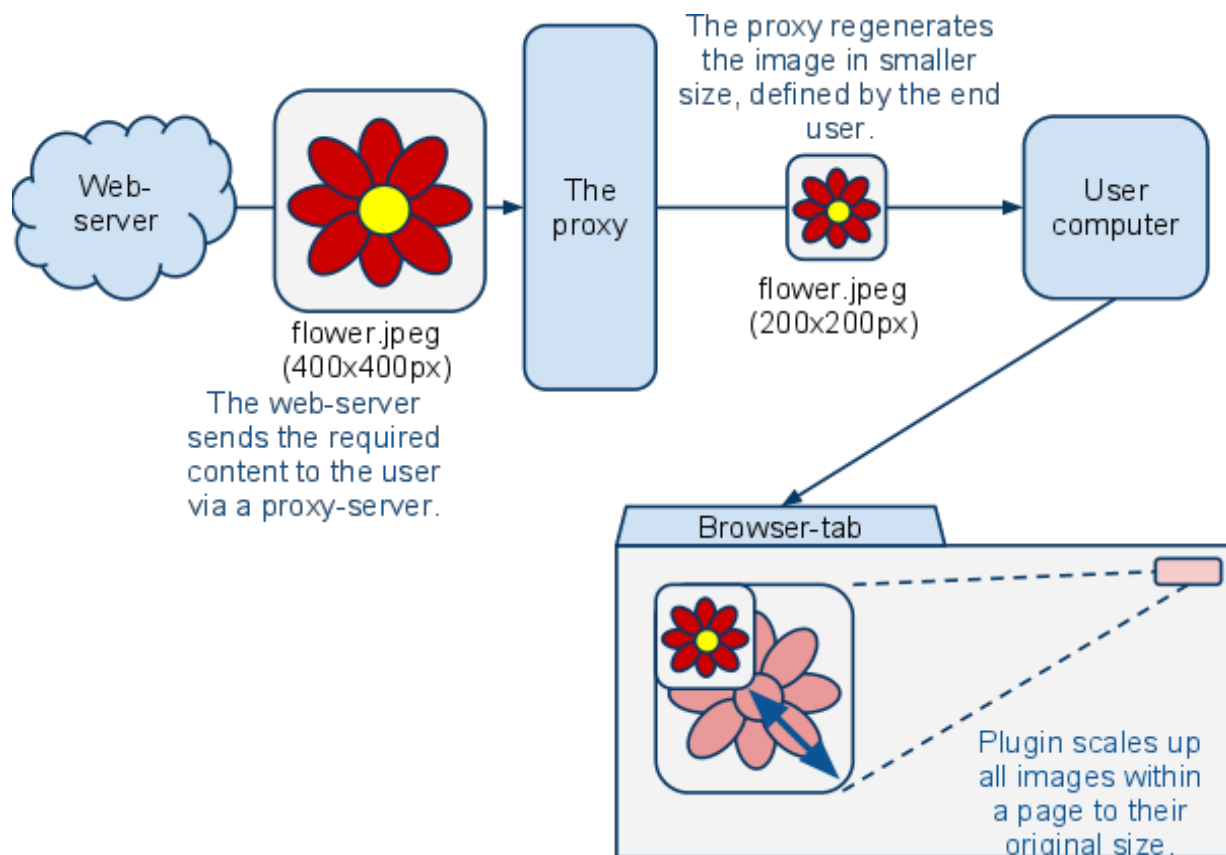 The proxy regenerates
the image in smaller
size, defined by the end
user.
Web-
server
The
proxy
User
computer
flower.jpeg
(400x400px)
flower.jpeg
(200x200px)
The web-server
sends the required
content to the user
via a proxy-server.
Browser-tab
Plugin scales up
all images within
a page to their
original size.